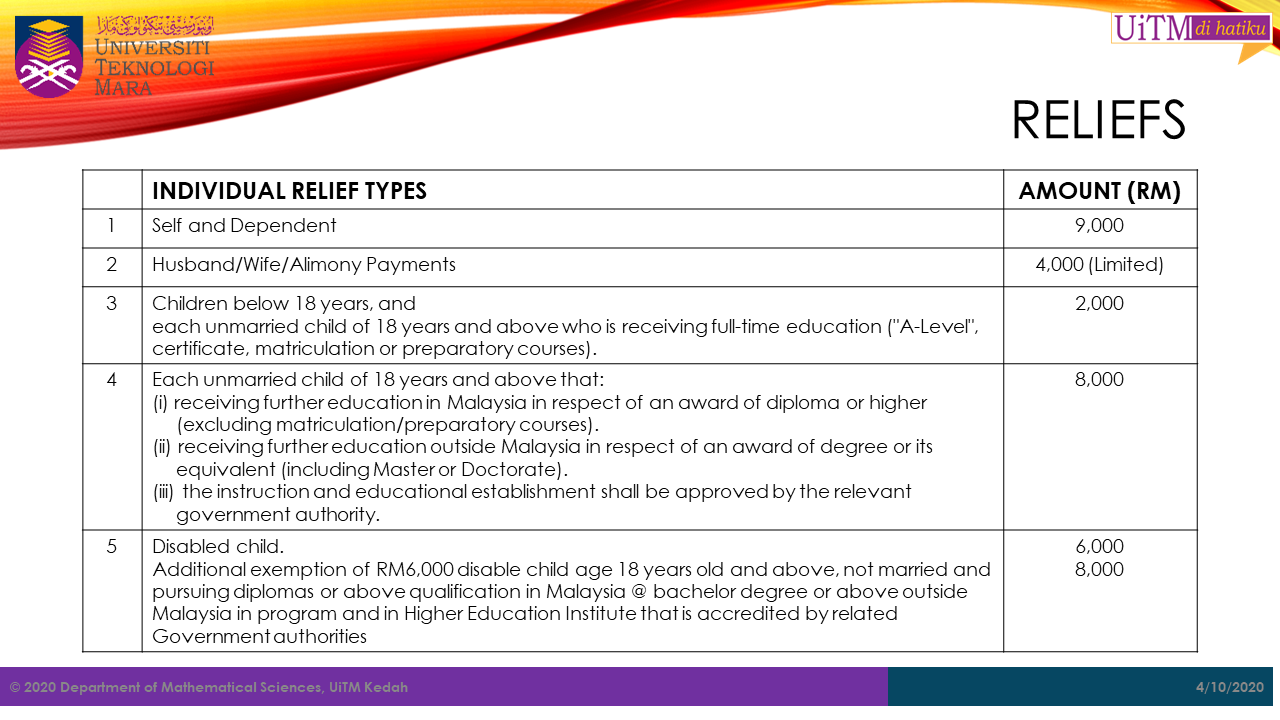 اونيۏرسيتي تيكنولوݢي مارا
UNIVERSITI
TEKNOLOGI
MARA
UiTM di hatiku
RELIEFS
INDIVIDUAL RELIEF TYPES AMOUNT (RM)
1 Self and Dependent 9,000
2 Husband/Wife/Alimony Payments 4,000 (Limited)
3 Children below 18 years, and 2,000
each unmarried child of 18 years and above who is receiving full-time education ("A-Level",
certificate, matriculation or preparatory courses).
4 Each unmarried child of 18 years and above that: 8,000
(i) receiving further education in Malaysia in respect of an award of diploma or higher
(excluding matriculation/preparatory courses).
(ii) receiving further education outside Malaysia in respect of an award of degree or its
equivalent (including Master or Doctorate).
(iii) the instruction and educational establishment shall be approved by the relevant
government authority.
5 Disabled child. 6,000
Additional exemption of RM6,000 disable child age 18 years old and above, not married and 8,000
pursuing diplomas or above qualification in Malaysia @ bachelor degree or above outside
Malaysia in program and in Higher Education Institute that is accredited by related
Government authorities
© 2020 Department of Mathematical Sciences, UiTM Kedah 4/10/2020